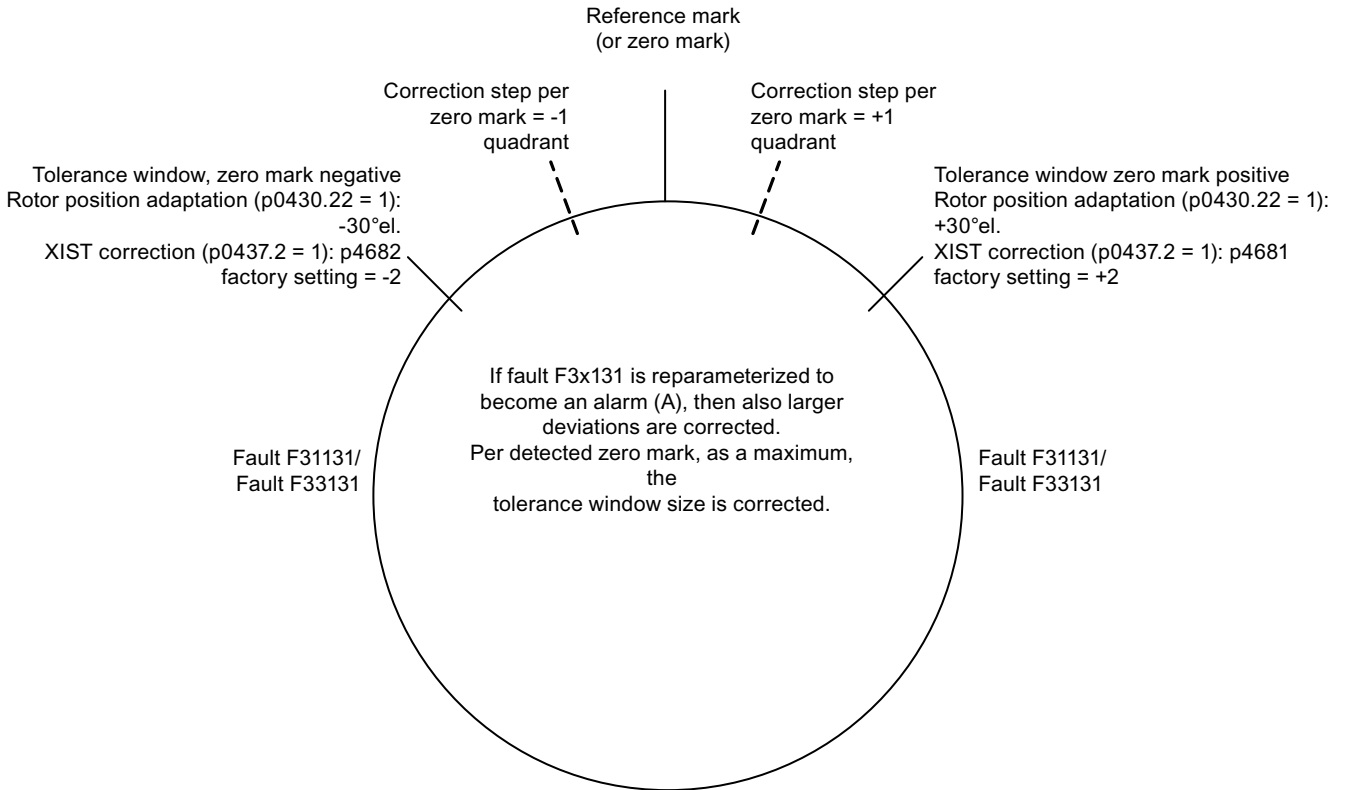 Reference mark
(or zero mark)
Correction step per
zero mark = -1
quadrant
Correction step per
zero mark = +1
quadrant
Tolerance window, zero mark negative
Rotor position adaptation (p0430.22 = 1):
-30°el.
XIST correction (p0437.2 = 1): p4682
factory setting = -2
Tolerance window zero mark positive
Rotor position adaptation (p0430.22 = 1):
+30°el.
XIST correction (p0437.2 = 1): p4681
factory setting = +2
If fault F3x131 is reparameterized to
become an alarm (A), then also larger
deviations are corrected.
Per detected zero mark, as a maximum,
the
tolerance window size is corrected.
Fault F31131/
Fault F33131
Fault F31131/
Fault F33131